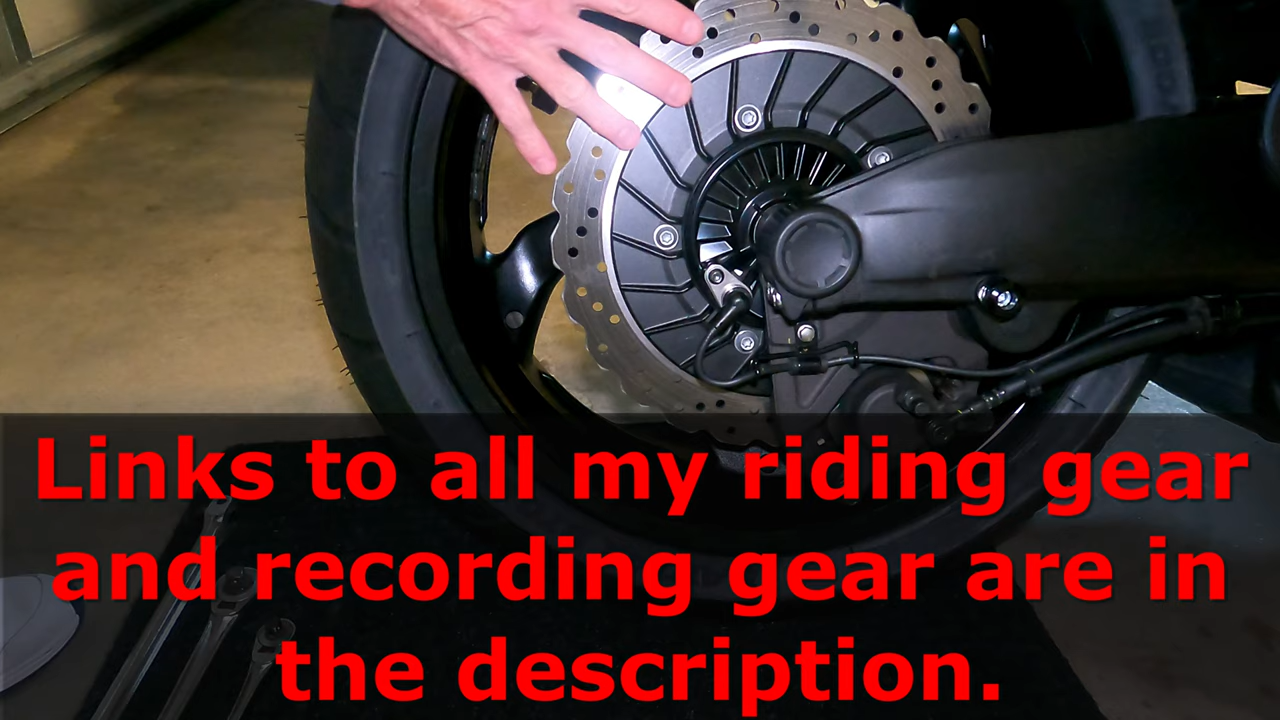 Links to all my riding gear
and recording gear are in
the description.